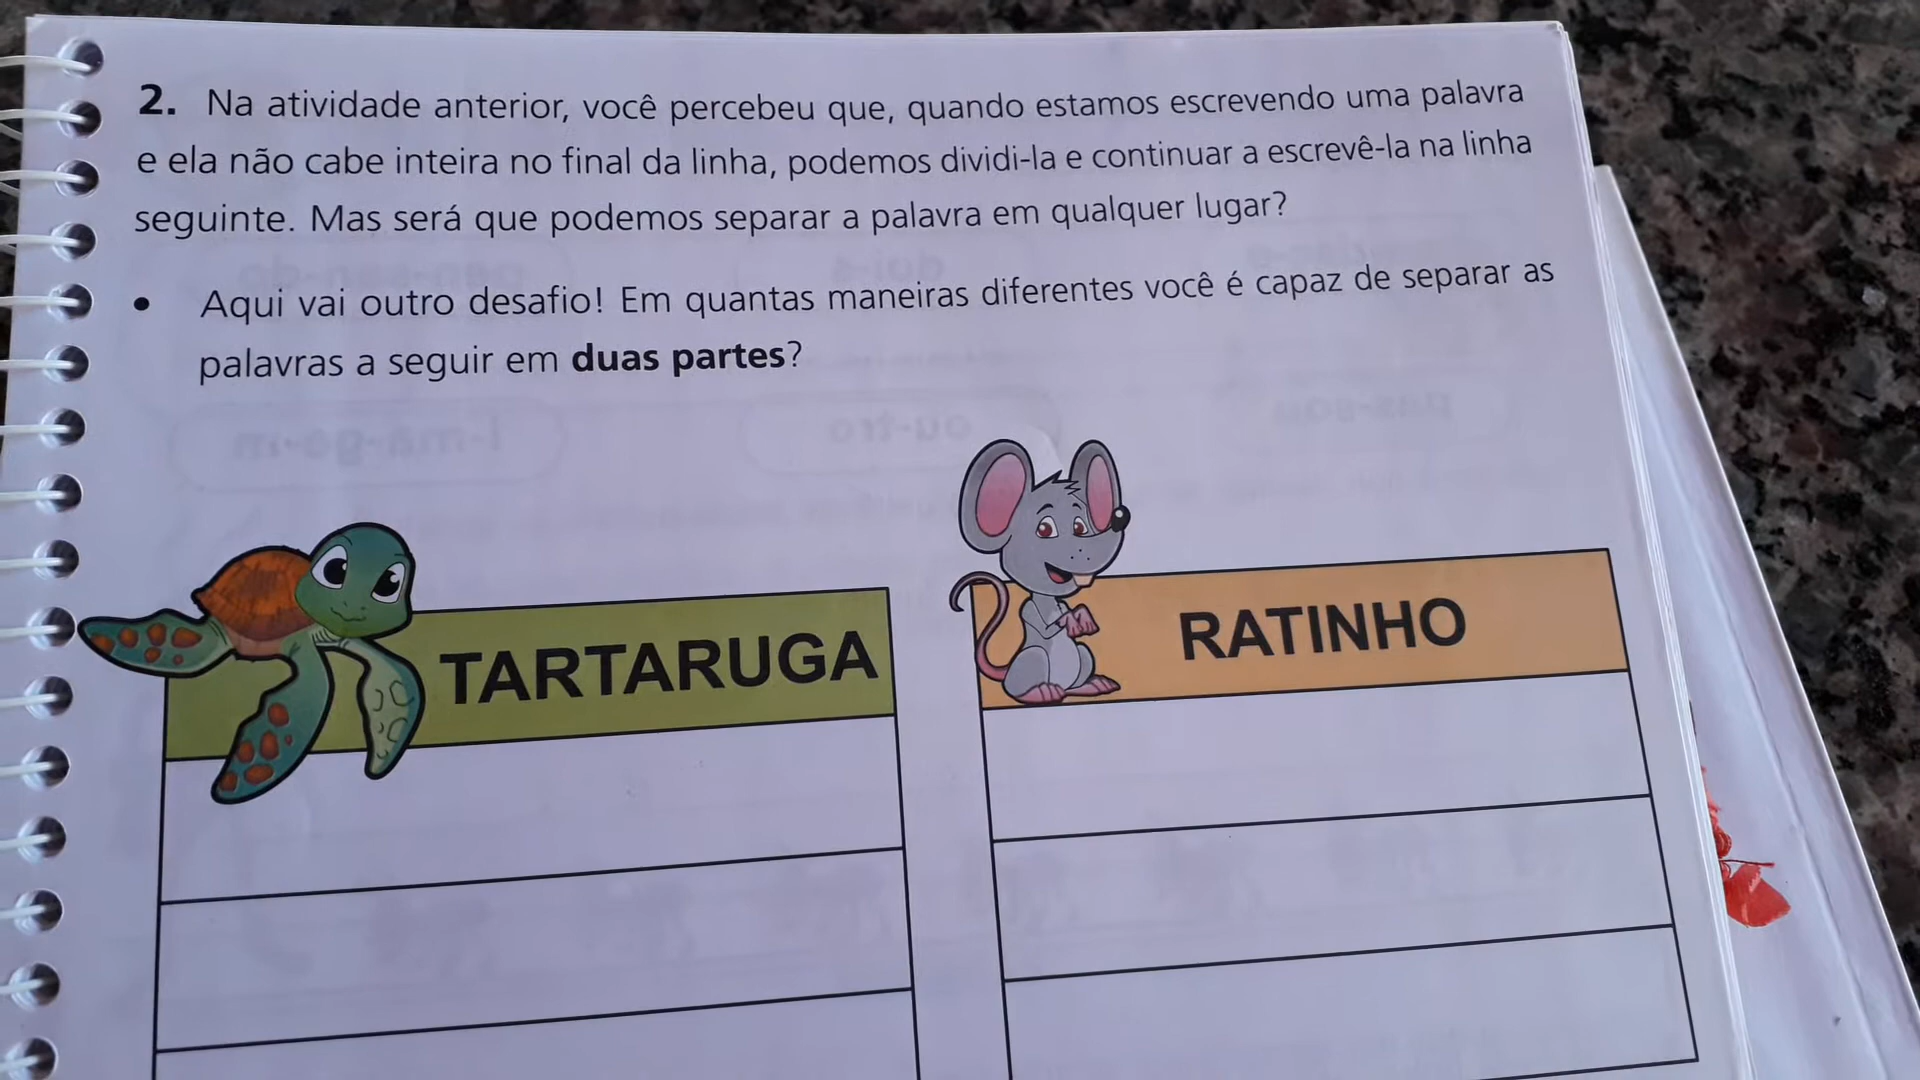 2. Na atividade anterior, você percebeu que, quando estamos escrevendo uma palavra
e ela não cabe inteira no final da linha, podemos dividi-la e continuar a escrevê-la na linha
seguinte. Mas será que podemos separar a palavra em qualquer lugar?
• Aqui vai outro desafio! Em quantas maneiras diferentes você é capaz de separar as
palavras a seguir em duas partes?
TARTARUGA
RATINHO